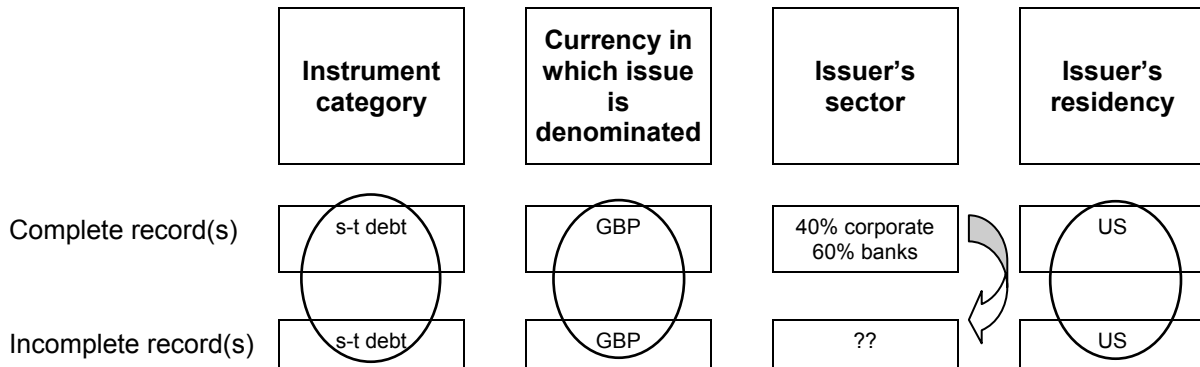 Instrument
category
Currency in
which issue
is
denominated
Issuer’s
sector
Issuer’s
residency
Complete record(s)
s-t debt
GBP
40% corporate
60% banks
US
Incomplete record(s)
s-t debt
GBP
??
US